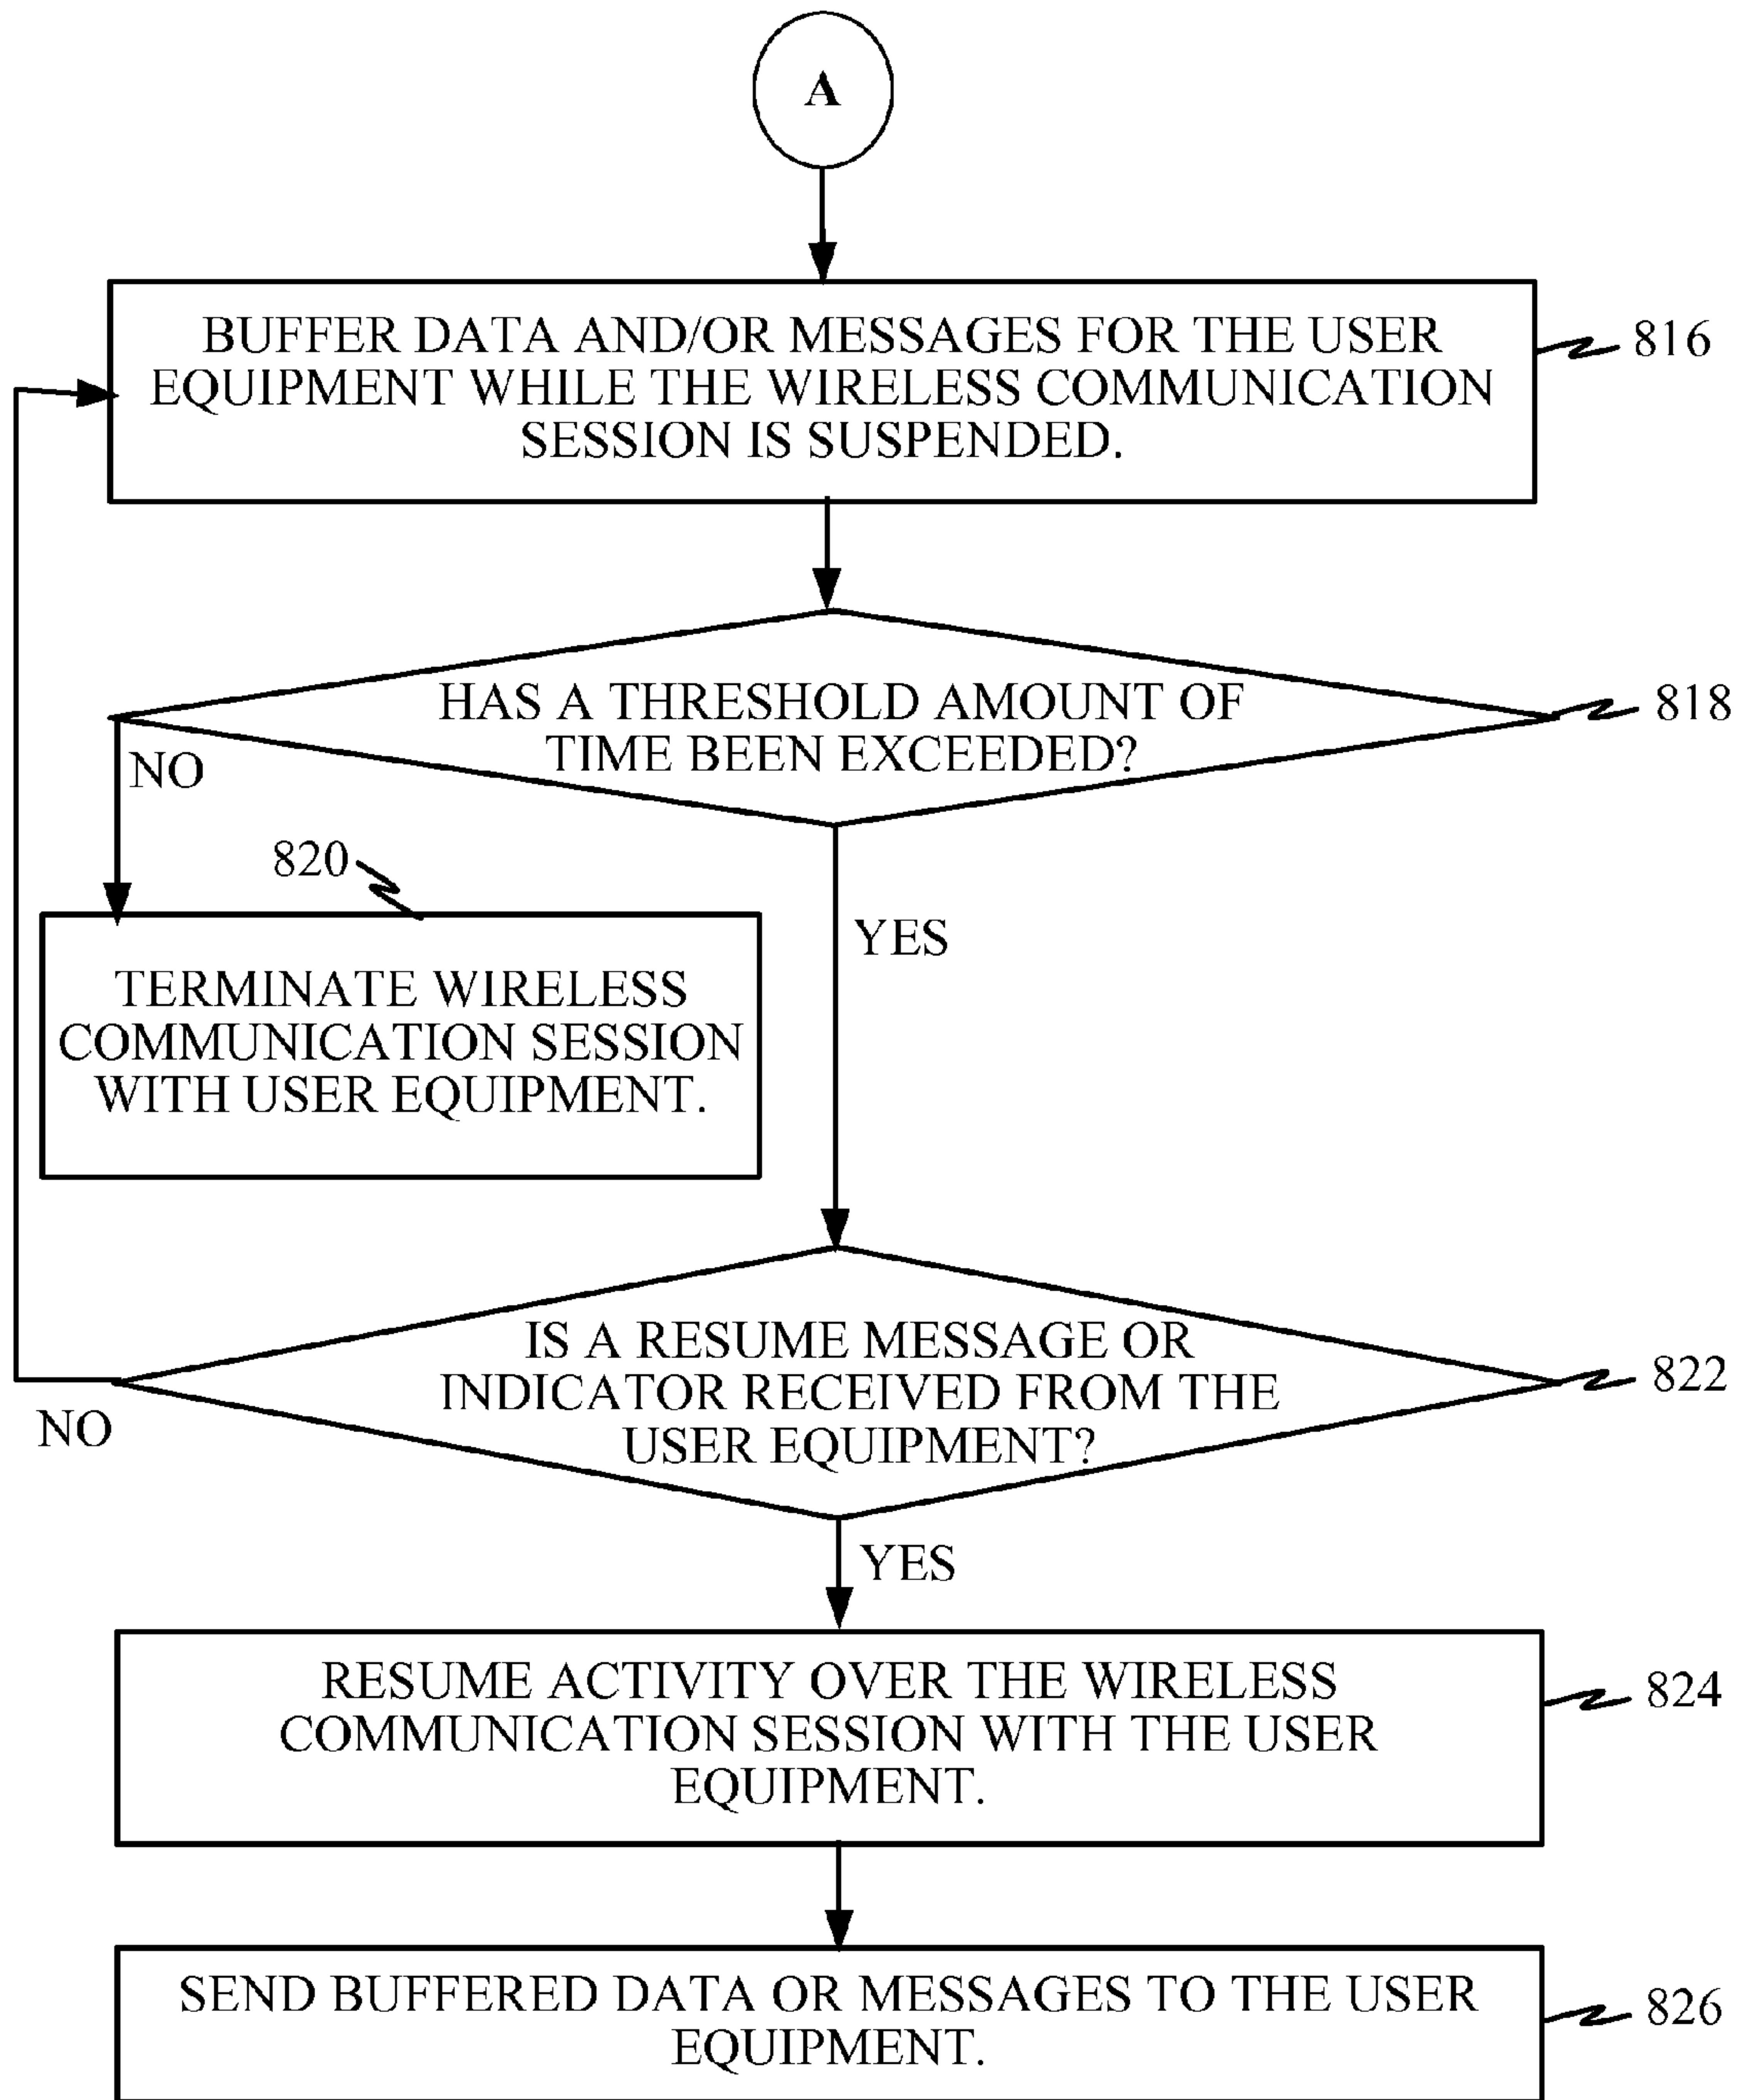 A
BUFFER DATA AND/OR MESSAGES FOR THE USER
EQUIPMENT WHILE THE WIRELESS COMMUNICATION
SESSION IS SUSPENDED.
816
HAS A THRESHOLD AMOUNT OF
TIME BEEN EXCEEDED?
818
NO
820
YES
TERMINATE WIRELESS
COMMUNICATION SESSION
WITH USER EQUIPMENT.
IS A RESUME MESSAGE OR
INDICATOR RECEIVED FROM THE
USER EQUIPMENT?
822
NO
YES
RESUME ACTIVITY OVER THE WIRELESS
COMMUNICATION SESSION WITH THE USER
EQUIPMENT.
824
SEND BUFFERED DATA OR MESSAGES TO THE USER
EQUIPMENT.
826